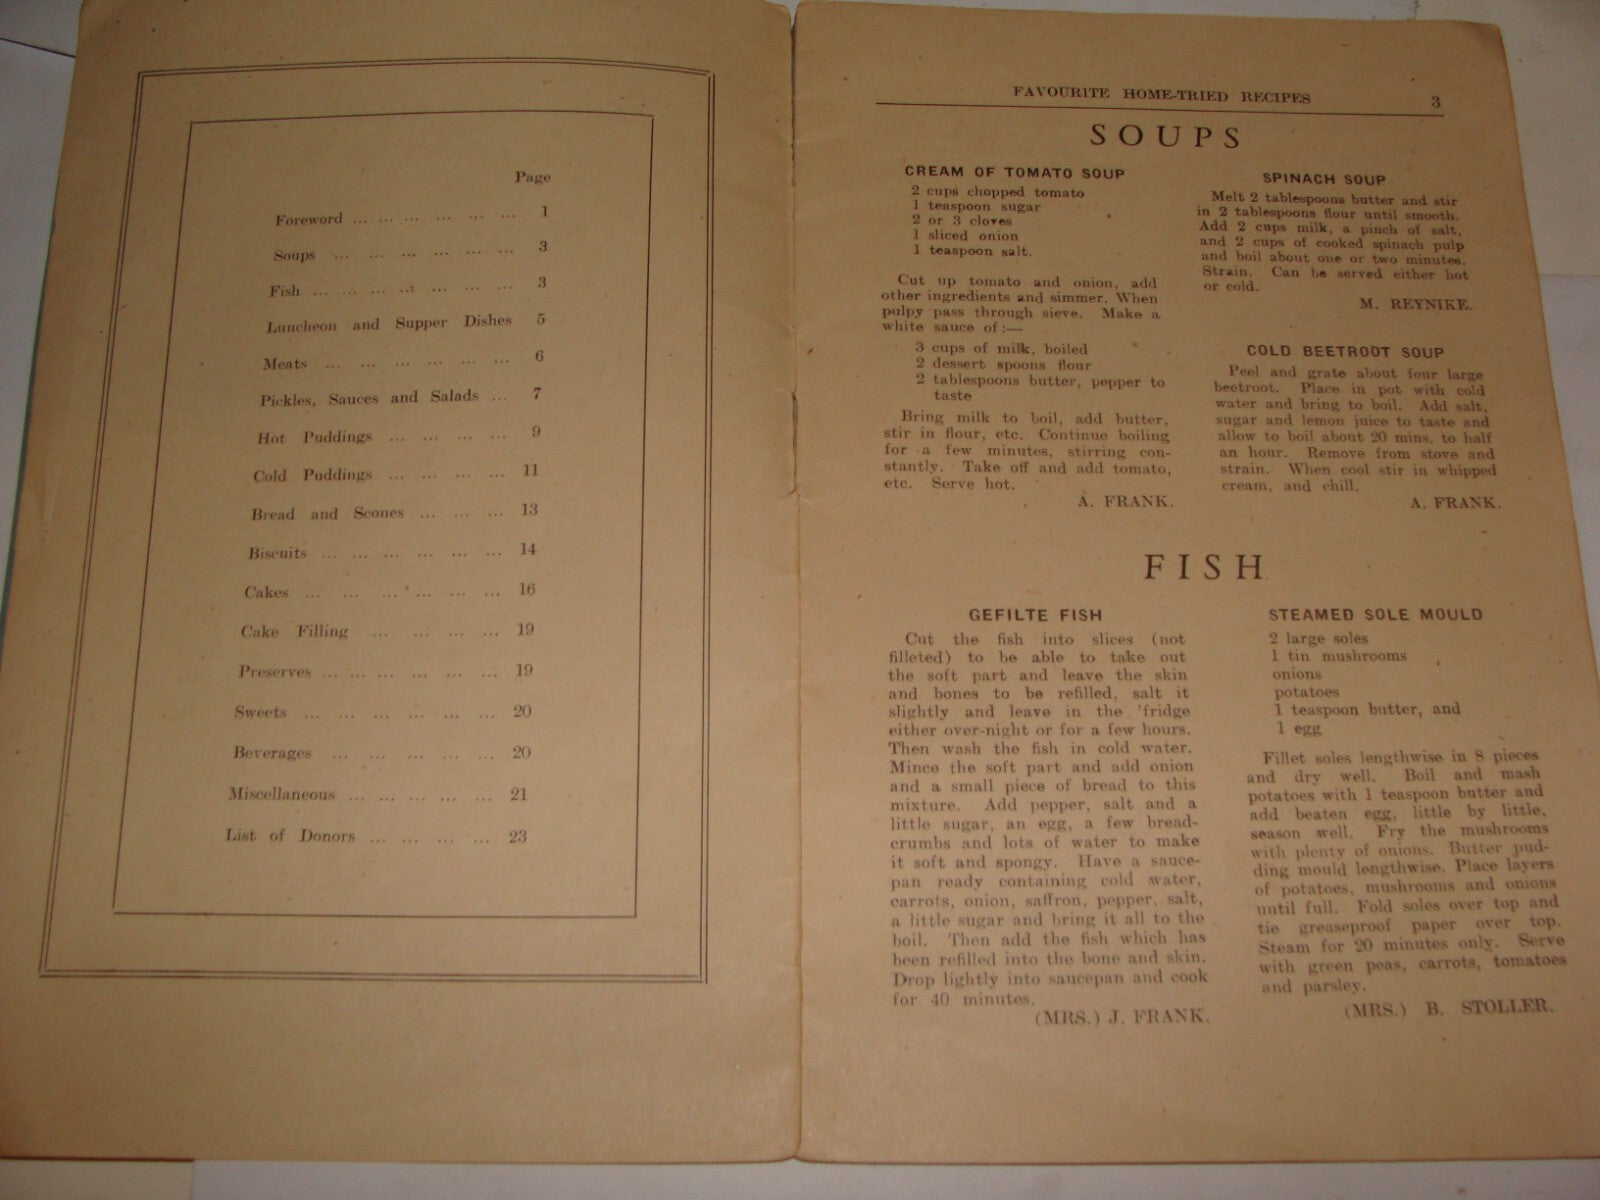 Page
Foreword ... ... ... ... ... ... 1
Soups ... ... ... ... ... ... 3
Fish ... ... ... ... ... ... ... 3
Luncheon and Supper Dishes 5
Meats ... ... ... ... ... ... 6
Pickles, Sauces and Salads ... 7
Hot Puddings ... ... ... ... 9
Cold Puddings ... ... ... ... 11
Bread and Scones ... ... ... 13
Biscuits ... ... ... ... ... ... 14
Cakes ... ... ... ... ... ... 16
Cake Filling ... ... ... ... 19
Preserves ... ... ... ... ... ... 19
Sweets ... ... ... ... ... ... 20
Beverages ... ... ... ... ... 20
Miscellaneous ... ... ... ... ... 21
List of Donors ... ... ... ... 23
FAVOURITE HOME-TRIED RECIPES 3
SOUPS
CREAM OF TOMATO SOUP
2 cups chopped tomato
1 teaspoon sugar
2 or 3 cloves
1 sliced onion
1 teaspoon salt.
Cut up tomato and onion, add
other ingredients and simmer. When
pulpy pass through sieve. Make a
white sauce of :—
3 cups of milk, boiled
2 dessert spoons flour
2 tablespoons butter, pepper to
taste
Bring milk to boil, add butter,
stir in flour, etc. Continue boiling
for a few minutes, stirring con-
stantly. Take off and add tomato,
etc. Serve hot.
A. FRANK.
SPINACH SOUP
Melt 2 tablespoons butter and stir
in 2 tablespoons flour until smooth.
Add 2 cups milk, a pinch of salt,
and 2 cups of cooked spinach pulp
and boil about one or two minutes.
Strain. Can be served either hot
or cold.
M. REYNIKE.
COLD BEETROOT SOUP
Peel and grate about four large
beetroot. Place in pot with cold
water and bring to boil. Add salt,
sugar and lemon juice to taste and
allow to boil about 20 mins. to half
an hour. Remove from stove and
strain. When cool stir in whipped
cream, and chill.
A. FRANK.
FISH
GEFILTE FISH
Cut the fish into slices (not
filleted) to be able to take out
the soft part and leave the skin
and bones to be refilled, salt it
slightly and leave in the 'fridge
either over-night or for a few hours.
Then wash the fish in cold water.
Mince the soft part and add onion
and a small piece of bread to this
mixture. Add pepper, salt and a
little sugar, an egg, a few bread-
crumbs and lots of water to make
it soft and spongy. Have a sauce-
pan ready containing cold water,
carrots, onion, saffron, pepper, salt,
a little sugar and bring it all to the
boil. Then add the fish which has
been refilled into the bone and skin.
Drop lightly into saucepan and cook
for 40 minutes.
(MRS.) J. FRANK.
STEAMED SOLE MOULD
2 large soles
1 tin mushrooms
onions
potatoes
1 teaspoon butter, and
1 egg
Fillet soles lengthwise in 8 pieces
and dry well. Boil and mash
potatoes with 1 teaspoon butter and
add beaten egg, little by little,
season well. Fry the mushrooms
with plenty of onions. Butter pud-
ding mould lengthwise. Place layers
of potatoes, mushrooms and onions
until full. Fold soles over top and
tie greaseproof paper over top.
Steam for 20 minutes only. Serve
with green peas, carrots, tomatoes
and parsley.
(MRS.) B. STOLLER.